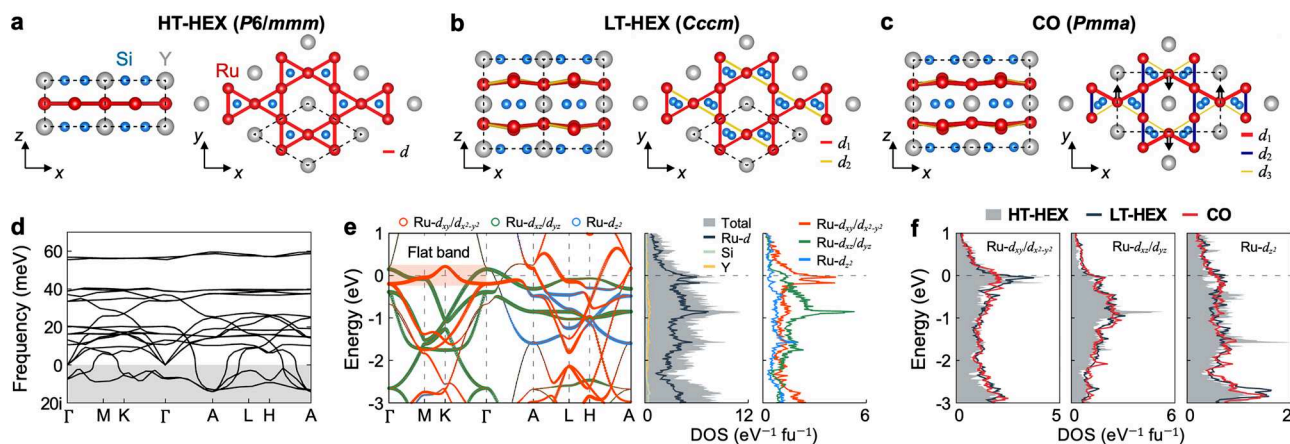 a HT-HEX (P6/mmm)
Si Y
Ru
z
x
y
x
d
b LT-HEX (Cccm)
z
x
y
x
d₁
d₂
c CO (Pmma)
z
x
y
x
d₁
d₂
d₃
d
Frequency (meV)
60
40
20
0
20i
Γ M K Γ A L H A
e Ru-dxy/dx²-y² Ru-dxz/dyz Ru-dz²
Flat band
Energy (eV)
1
0
-1
-2
-3
Γ M K Γ A L H A
Total
Ru-d
Si
Y
0 12
Ru-dxy/dx²-y²
Ru-dxz/dyz
Ru-dz²
0 6
DOS (eV⁻¹ fu⁻¹)
f HT-HEX LT-HEX CO
Ru-dxy/dx²-y² Ru-dxz/dyz Ru-dz²
Energy (eV)
1
0
-1
-2
-3
0 5 0 6 0 2
DOS (eV⁻¹ fu⁻¹)